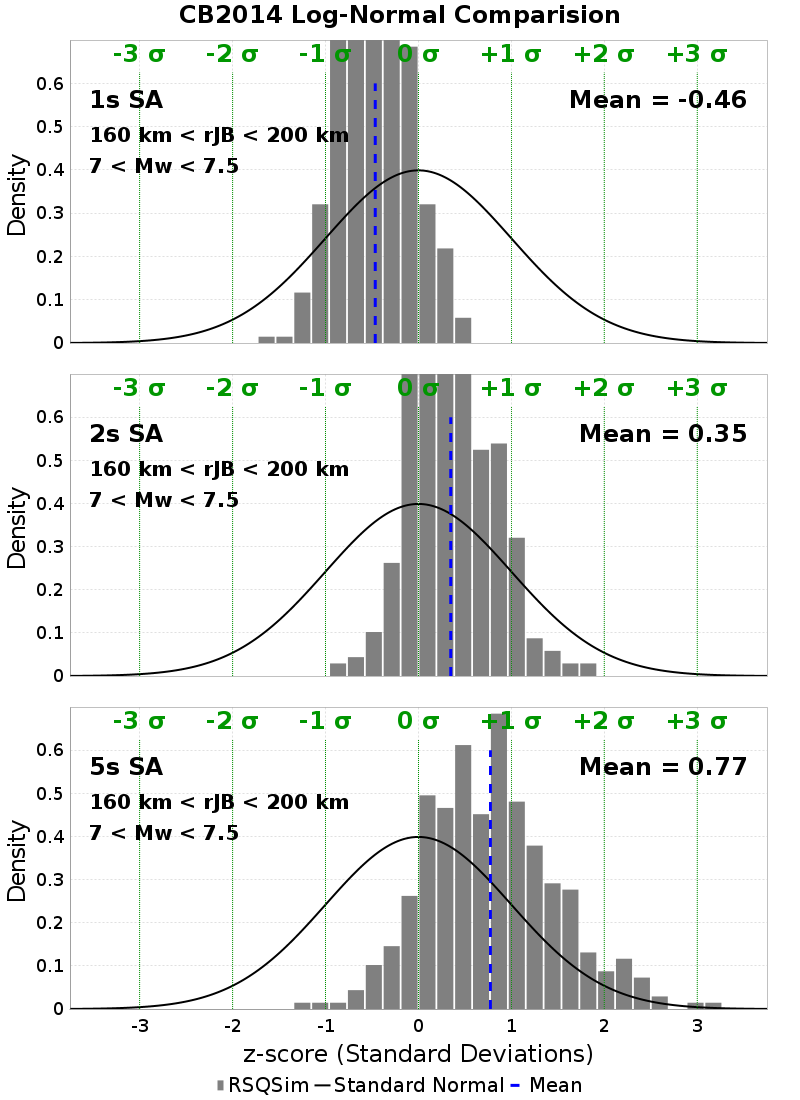 CB2014 Log-Normal Comparision
-3 σ -2 σ -1 σ 0 σ +1 σ +2 σ +3 σ
0.6
1s SA Mean = -0.46
0.5
160 km < rJB < 200 km
7 < Mw < 7.5
0.4
0.3
0.2
0.1
0
Density
-3 σ -2 σ -1 σ 0 σ +1 σ +2 σ +3 σ
0.6
2s SA Mean = 0.35
0.5
160 km < rJB < 200 km
7 < Mw < 7.5
0.4
0.3
0.2
0.1
0
Density
-3 σ -2 σ -1 σ 0 σ +1 σ +2 σ +3 σ
0.6
5s SA Mean = 0.77
0.5
160 km < rJB < 200 km
7 < Mw < 7.5
0.4
0.3
0.2
0.1
0
Density
-3 -2 -1 0 1 2 3
z-score (Standard Deviations)
RSQSim Standard Normal Mean